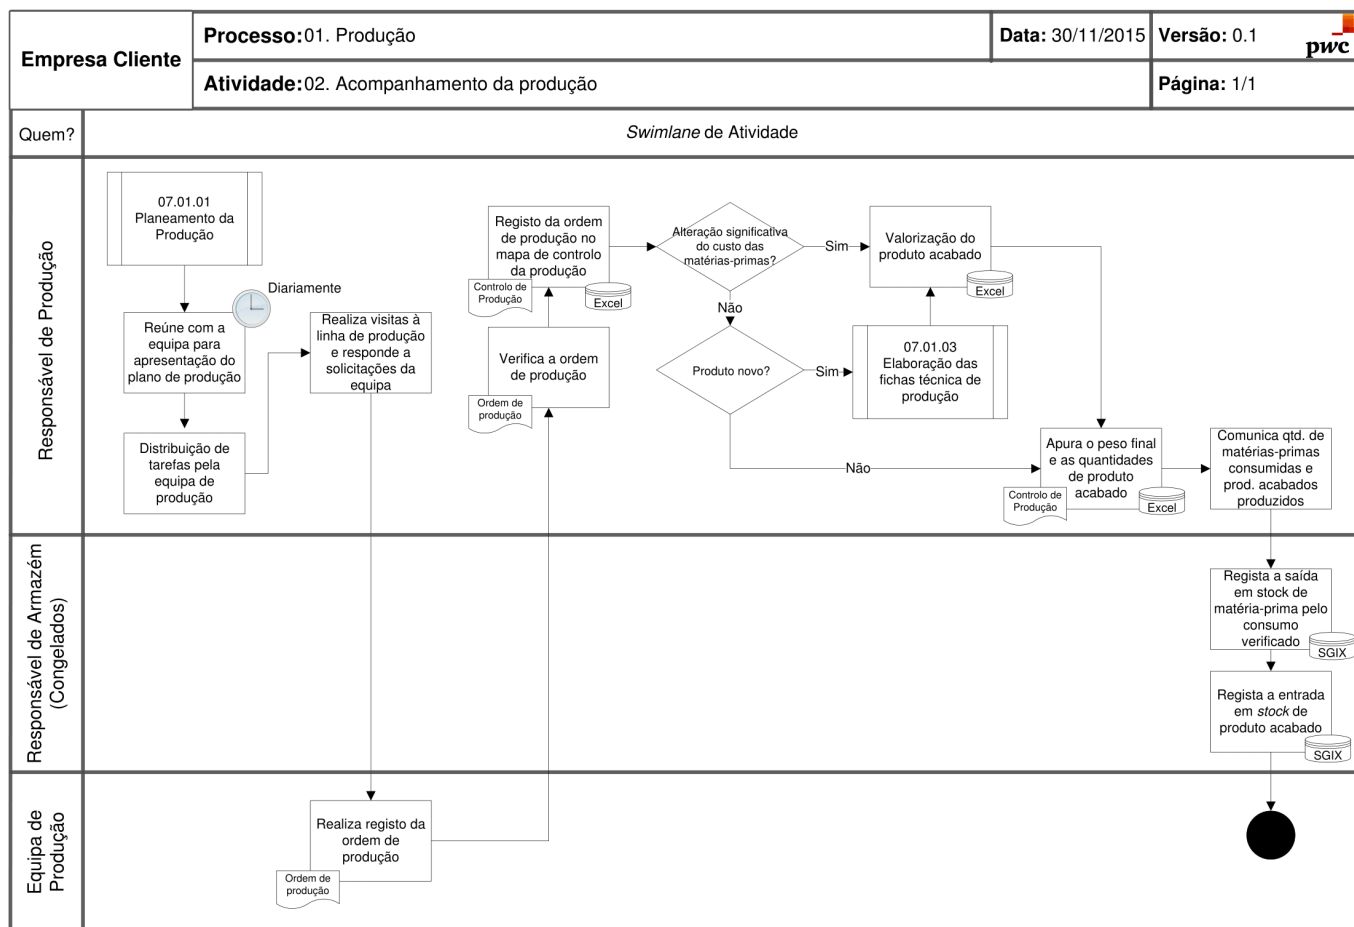 Empresa Cliente
Processo: 01. Produção
Data: 30/11/2015
Versão: 0.1
pwc
Atividade: 02. Acompanhamento da produção
Página: 1/1
Quem?
Swimlane de Atividade
Responsável de Produção
07.01.01
Planeamento da
Produção
Diariamente
Reúne com a
equipa para
apresentação do
plano de produção
Distribuição de
tarefas pela
equipa de
produção
Realiza visitas à
linha de produção
e responde a
solicitações da
equipa
Registo da ordem
de produção no
mapa de controlo
da produção
Controlo de
Produção
Excel
Verifica a ordem
de produção
Ordem de
produção
Alteração significativa
do custo das
matérias-primas?
Sim
Não
Valorização do
produto acabado
Excel
Produto novo?
Sim
Não
07.01.03
Elaboração das
fichas técnica de
produção
Apura o peso final
e as quantidades
de produto
acabado
Controlo de
Produção
Excel
Comunica qtd. de
matérias-primas
consumidas e
prod. acabados
produzidos
Responsável de Armazém
(Congelados)
Regista a saída
em stock de
matéria-prima pelo
consumo
verificado
SGIX
Regista a entrada
em stock de
produto acabado
SGIX
Equipa de
Produção
Realiza registo da
ordem de
produção
Ordem de
produção